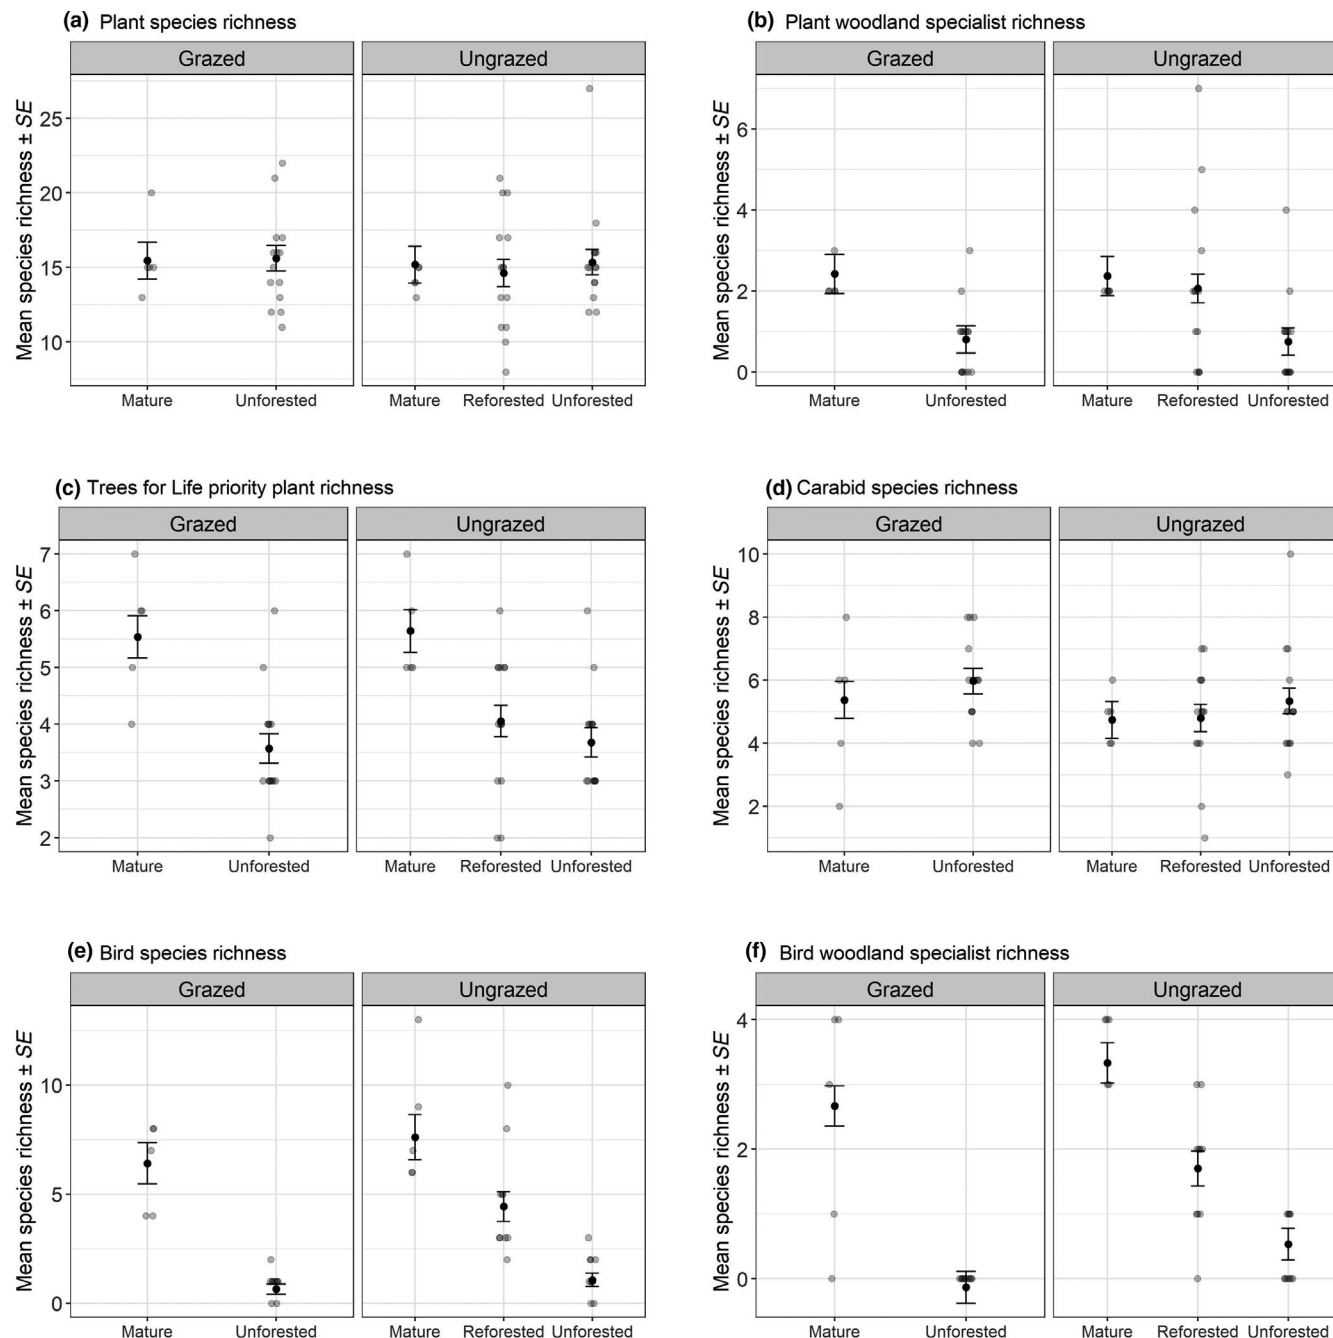 (a) Plant species richness
Grazed
Ungrazed
Mean species richness ± SE
25
20
15
10
Mature
Unforested
Mature
Reforested
Unforested
(b) Plant woodland specialist richness
Grazed
Ungrazed
Mean species richness ± SE
6
4
2
0
Mature
Unforested
Mature
Reforested
Unforested
(c) Trees for Life priority plant richness
Grazed
Ungrazed
Mean species richness ± SE
7
6
5
4
3
2
Mature
Unforested
Mature
Reforested
Unforested
(d) Carabid species richness
Grazed
Ungrazed
Mean species richness ± SE
10
8
6
4
2
Mature
Unforested
Mature
Reforested
Unforested
(e) Bird species richness
Grazed
Ungrazed
Mean species richness ± SE
10
5
0
Mature
Unforested
Mature
Reforested
Unforested
(f) Bird woodland specialist richness
Grazed
Ungrazed
Mean species richness ± SE
4
2
0
Mature
Unforested
Mature
Reforested
Unforested